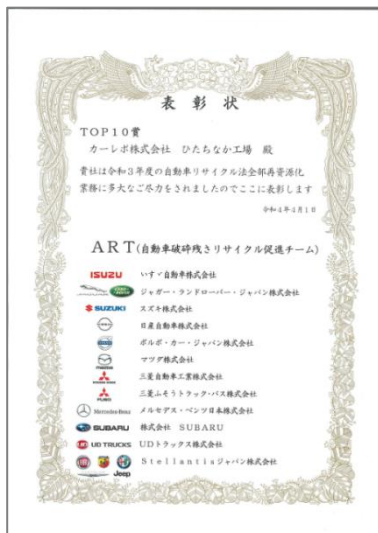 表彰状
TOP10賞
カーレポ株式会社 ひたちなか工場 殿
貴社は令和3年度の自動車リサイクル法全部再資源化
業務に多大なご尽力をされましたのでここに表彰します
令和4年4月1日
ART(自動車破砕残さリサイクル促進チーム)
ISUZU いすゞ自動車株式会社
ジャガー・ランドローバー・ジャパン株式会社
SUZUKI スズキ株式会社
日産自動車株式会社
ボルボ・カー・ジャパン株式会社
mazda マツダ株式会社
三菱自動車工業株式会社
FUSO 三菱ふそうトラック・バス株式会社
Mercedes-Benz メルセデス・ベンツ日本株式会社
SUBARU 株式会社 SUBARU
UD TRUCKS UDトラックス株式会社
Stellantisジャパン株式会社
Jeep